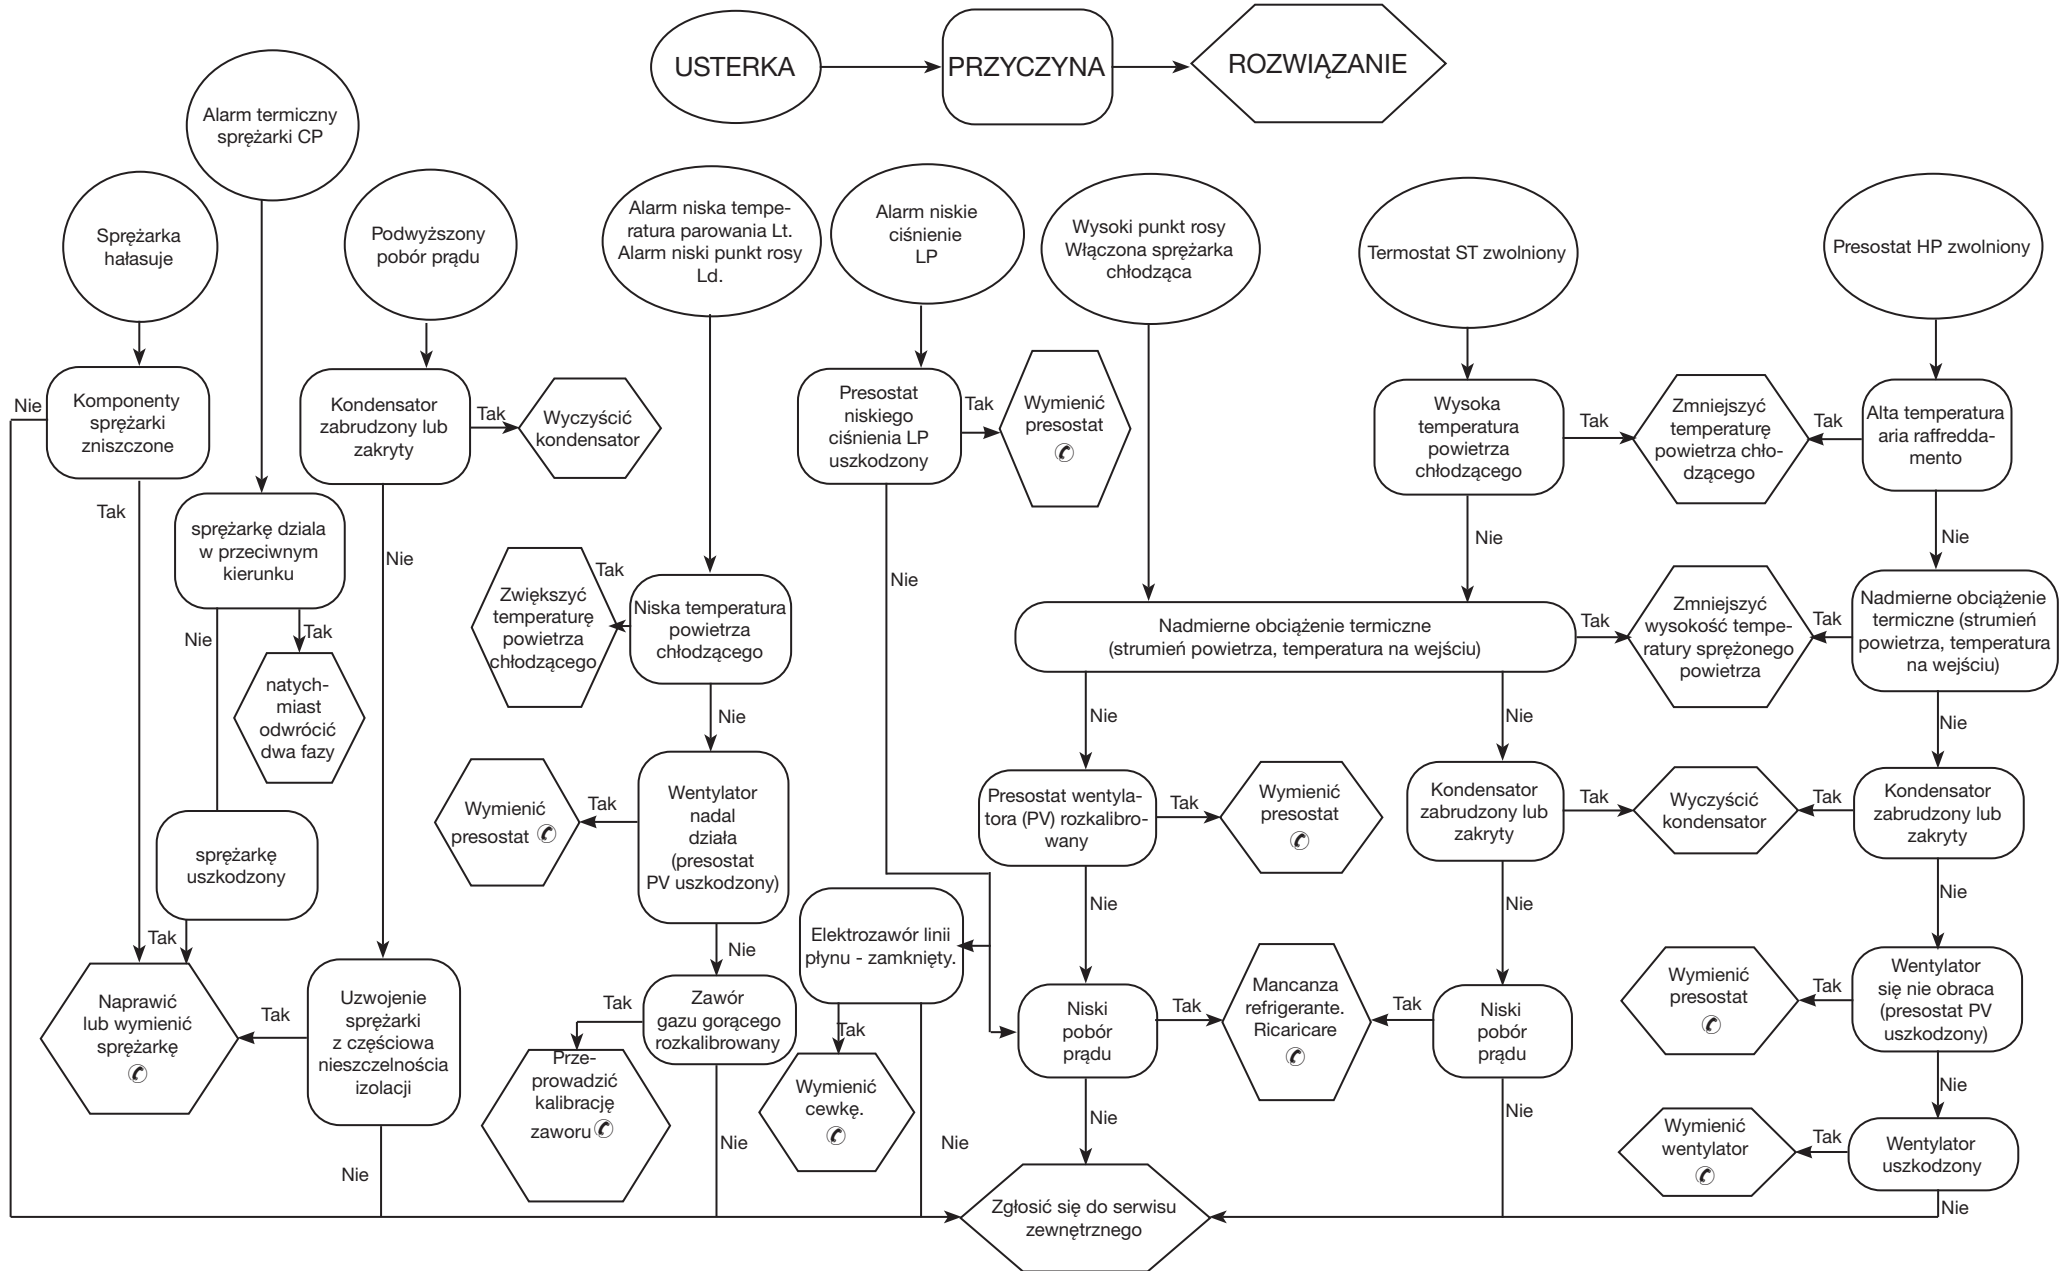 USTERKA
PRZYCZYNA
ROZWIĄZANIE
Alarm termiczny
sprężarki CP
Sprężarka
hałasuje
Podwyższony
pobór prądu
Alarm niska tempe-
ratura parowania Lt.
Alarm niski punkt rosy
Ld.
Alarm niskie
ciśnienie
LP
Wysoki punkt rosy
Włączona sprężarka
chłodząca
Termostat ST zwolniony
Presostat HP zwolniony
Nie
Komponenty
sprężarki
zniszczone
Tak
Kondensator
zabrudzony lub
zakryty
Tak
Wyczyścić
kondensator
Presostat
niskiego
ciśnienia LP
uszkodzony
Tak
Wymienić
presostat
✆
Wysoka
temperatura
powietrza
chłodzącego
Tak
Zmniejszyć
temperaturę
powietrza chło-
dzącego
Tak
Alta temperatura
aria raffredda-
mento
sprężarkę dziala
w przeciwnym
kierunku
Nie
Tak
natych-
miast
odwrócić
dwa fazy
Nie
Nie
Nie
Nie
Zwiększyć
temperaturę
powietrza
chłodzącego
Tak
Niska temperatura
powietrza
chłodzącego
Nie
Nadmierne obciążenie termiczne
(strumień powietrza, temperatura na wejściu)
Tak
Zmniejszyć
wysokość tempe-
ratury sprężonego
powietrza
Tak
Nadmierne obciążenie
termiczne (strumień
powietrza, temperatura
na wejściu)
Nie
Nie
Nie
sprężarkę
uszkodzony
Tak
Wymienić
presostat ✆
Tak
Wentylator
nadal
działa
(presostat
PV uszkodzony)
Nie
Presostat wentyla-
tora (PV) rozkalibro-
wany
Tak
Wymienić
presostat
✆
Nie
Kondensator
zabrudzony lub
zakryty
Tak
Wyczyścić
kondensator
Tak
Kondensator
zabrudzony lub
zakryty
Nie
Nie
Naprawić
lub wymienić
sprężarkę
✆
Tak
Uzwojenie
sprężarki
z częściowa
nieszczelnościa
izolacji
Nie
Tak
Zawór
gazu gorącego
rozkalibrowany
Prze-
prowadzić
kalibrację
zaworu ✆
Nie
Elektrozawór linii
płynu - zamknięty.
Tak
Wymienić
cewkę.
✆
Nie
Niski
pobór
prądu
Tak
Mancanza
refrigerante.
Ricaricare
✆
Tak
Niski
pobór
prądu
Nie
Nie
Wymienić
presostat
✆
Tak
Wentylator
się nie obraca
(presostat PV
uszkodzony)
Nie
Wymienić
wentylator
✆
Tak
Wentylator
uszkodzony
Nie
Zgłosić się do serwisu
zewnętrznego